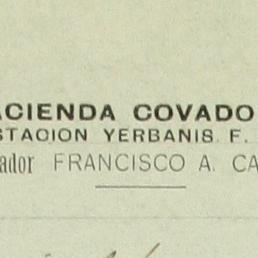 ACIENDA COVADO
STACION YERBANIS. F.
ador FRANCISCO A. CA